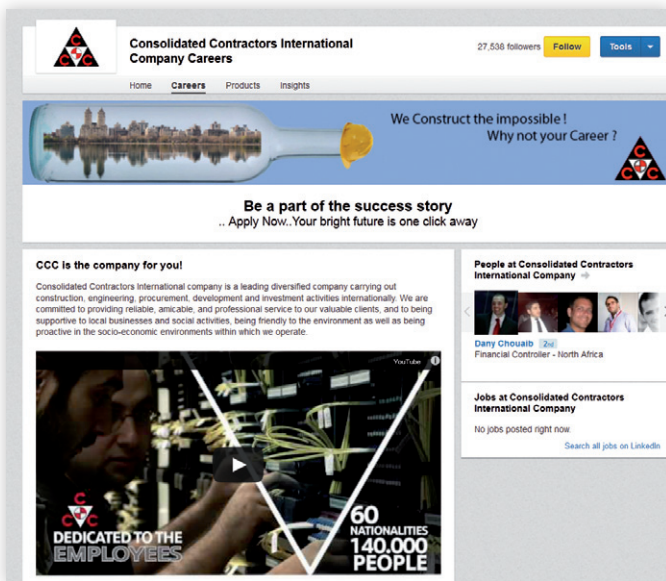 C
C C
Consolidated Contractors International
Company Careers
27,538 followers
Follow
Tools
Home Careers Products Insights
We Construct the impossible !
Why not your Career ?
C
C C
Be a part of the success story
.. Apply Now..Your bright future is one click away
CCC is the company for you!
Consolidated Contractors International company is a leading diversified company carrying out
construction, engineering, procurement, development and investment activities internationally. We are
committed to providing reliable, amicable, and professional service to our valuable clients, and to being
supportive to local businesses and social activities, being friendly to the environment as well as being
proactive in the socio-economic environments within which we operate.
YouTube
C
C C
DEDICATED TO THE
EMPLOYEES
60
NATIONALITIES
140.000
PEOPLE
People at Consolidated Contractors
International Company
Dany Chouaib 2nd
Financial Controller - North Africa
Jobs at Consolidated Contractors
International Company
No jobs posted right now.
Search all jobs on LinkedIn